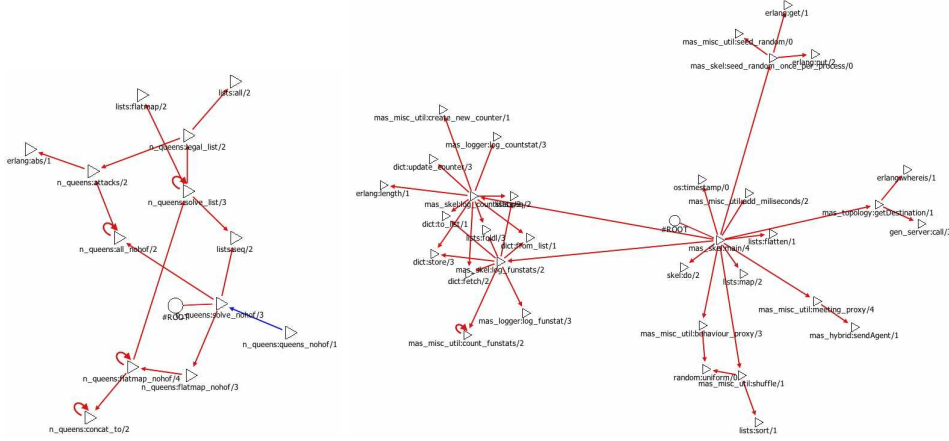 erlang:get/1
mas_misc_util:seed_random/0
erlang:put/2
mas_skel:seed_random_once_per_process/0
lists:all/2
lists:flatmap/2
mas_misc_util:create_new_counter/1
n_queens:legal_list/2
mas_logger:log_countstat/3
erlang:abs/1
dict:update_counter/3
erlang:whereis/1
n_queens:attacks/2
os:timestamp/0
erlang:length/1
n_queens:solve_list/3
mas_misc_util:add_miliseconds/2
mas_topology:getDestination/1
dict:to_list/1
gen_server:call/3
#ROOT
lists:foldl/3
n_queens:all_nohof/2
lists:seq/2
dict:from_list/1
lists:flatten/1
mas_skel:main/4
dict:store/3
mas_skel:log_funstats/2
skel:do/2
dict:fetch/2
lists:map/2
mas_misc_util:meeting_proxy/4
#ROOT
n_queens:solve_nohof/3
mas_logger:log_funstat/3
mas_hybrid:sendAgent/1
n_queens:queens_nohof/1
mas_misc_util:count_funstats/2
mas_misc_util:behaviour_proxy/3
n_queens:flatmap_nohof/4
n_queens:flatmap_nohof/3
random:uniform/0
mas_misc_util:shuffle/1
n_queens:concat_to/2
lists:sort/1